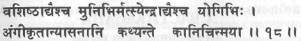 वशिष्ठाद्यैश्च मुनिभिर्मत्स्येन्द्राद्यैश्च योगिभिः ।
अंगीकृतान्यासनानि कथ्यन्ते कानिचिन्मया ॥ १८ ॥